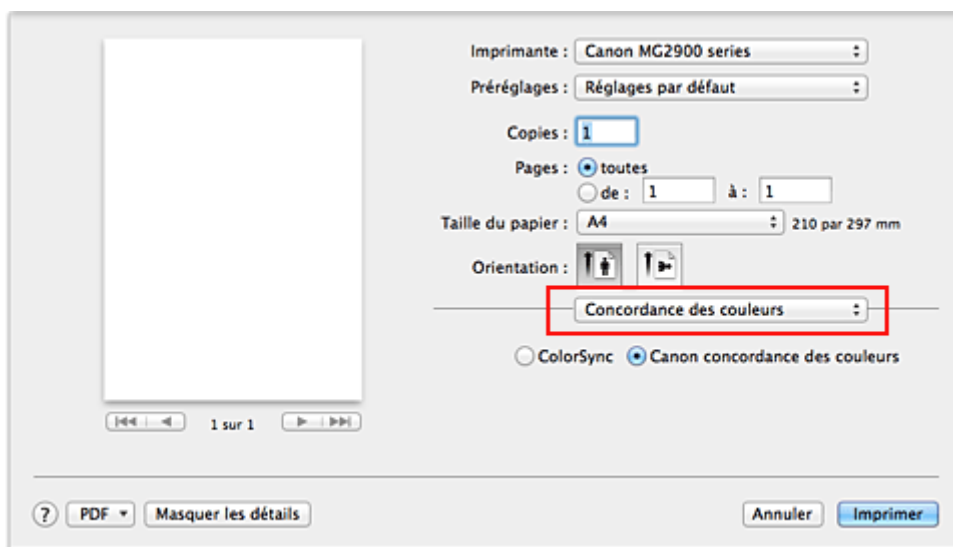 Imprimante : Canon MG2900 series
Préréglages : Réglages par défaut
Copies : 1
Pages : toutes
de : 1 à : 1
Taille du papier : A4 210 par 297 mm
Orientation :
Concordance des couleurs
ColorSync Canon concordance des couleurs
1 sur 1
? PDF Masquer les détails Annuler Imprimer